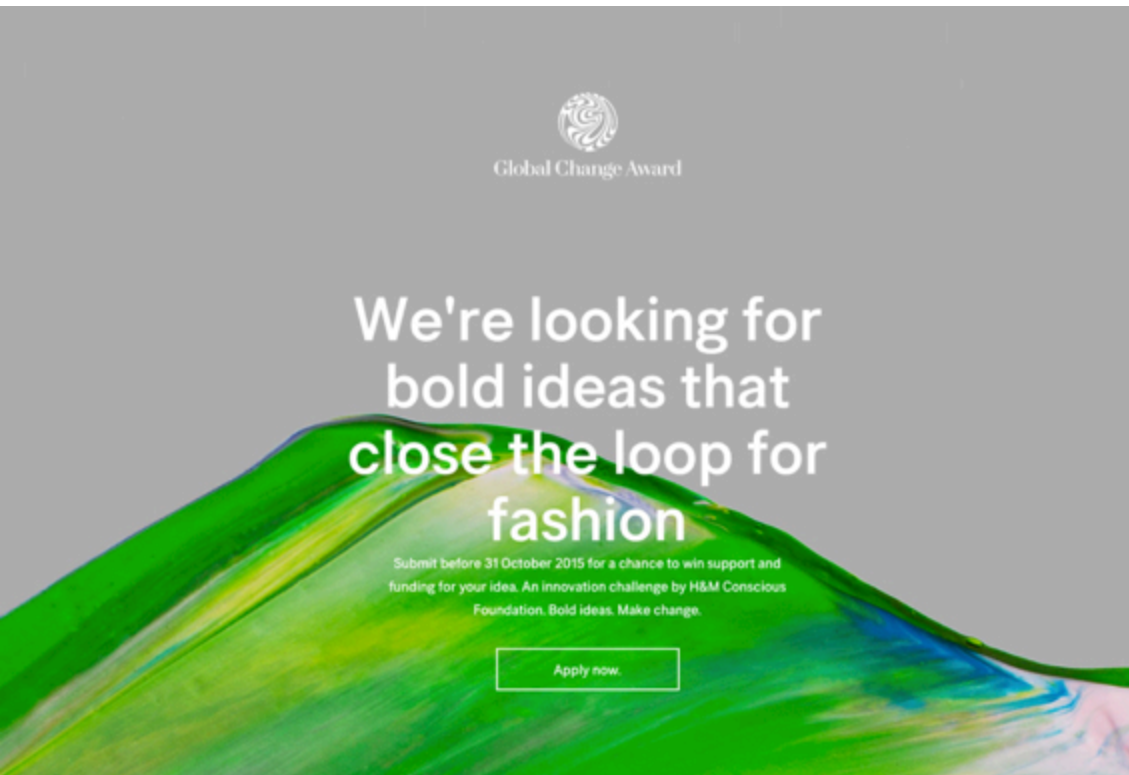 Global Change Award
We're looking for
bold ideas that
close the loop for
fashion
Submit before 31 October 2015 for a chance to win support and
funding for your idea. An innovation challenge by H&M Conscious
Foundation. Bold ideas. Make change.
Apply now.